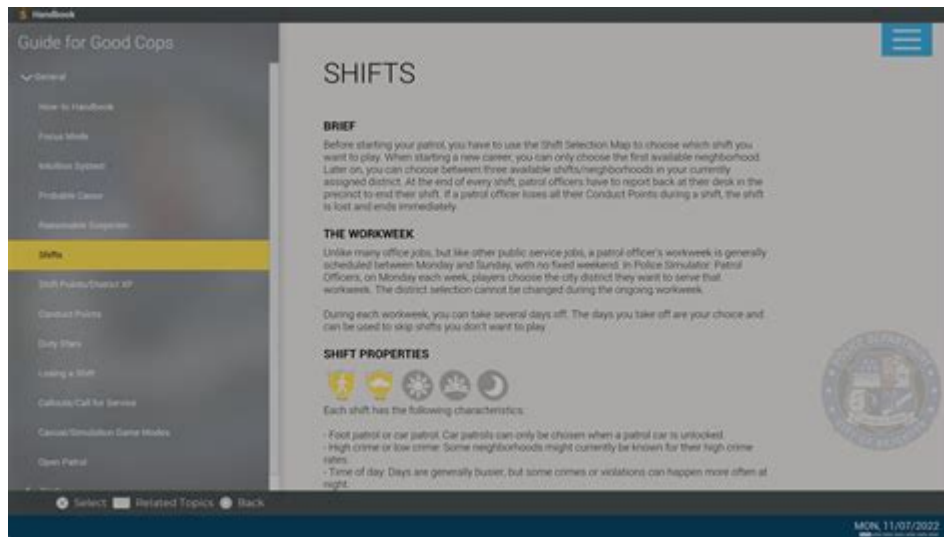 Handbook
Guide for Good Cops
General
How-to Handbook
Focus Mode
Intuition System
Probable Cause
Reasonable Suspicion
Shifts
Shift Points/District XP
Conduct Points
Duty Stars
Losing a Shift
Callouts/Call for Service
Casual/Simulation Game Modes
Open Patrol
SHIFTS
BRIEF
Before starting your patrol, you have to use the Shift Selection Map to choose which shift you
want to play. When starting a new career, you can only choose the first available neighborhood.
Later on, you can choose between three available shifts/neighborhoods in your currently
assigned district. At the end of every shift, patrol officers have to report back at their desk in the
precinct to end their shift. If a patrol officer loses all their Conduct Points during a shift, the shift
is lost and ends immediately.
THE WORKWEEK
Unlike many office jobs, but like other public service jobs, a patrol officer's workweek is generally
scheduled between Monday and Sunday, with no fixed weekend. In Police Simulator: Patrol
Officers, on Monday each week, players choose the city district they want to serve that
workweek. The district selection cannot be changed during the ongoing workweek.
During each workweek, you can take several days off. The days you take off are your choice and
can be used to skip shifts you don't want to play.
SHIFT PROPERTIES
Each shift has the following characteristics:
- Foot patrol or car patrol. Car patrols can only be chosen when a patrol car is unlocked.
- High crime or low crime: Some neighborhoods might currently be known for their high crime
rates.
- Time of day: Days are generally busier, but some crimes or violations can happen more often at
night.
Select Related Topics Back
MON, 11/07/2022